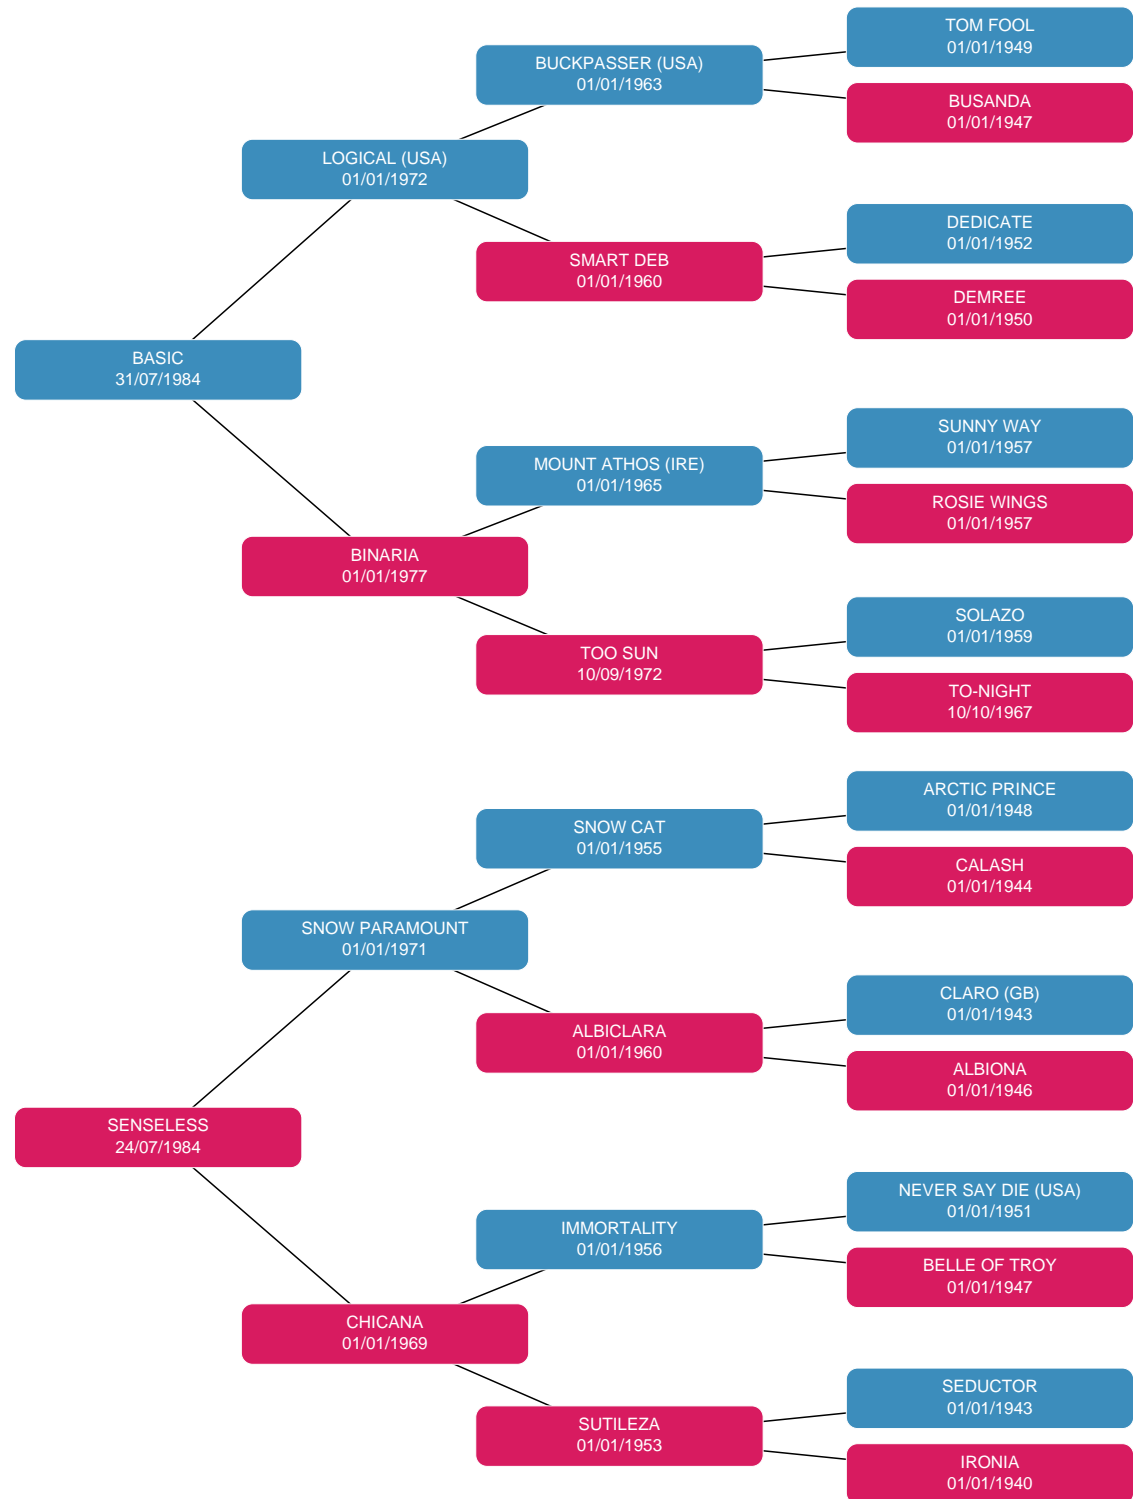 TOM FOOL
01/01/1949
BUCKPASSER (USA)
01/01/1963
BUSANDA
01/01/1947
LOGICAL (USA)
01/01/1972
DEDICATE
01/01/1952
SMART DEB
01/01/1960
DEMREE
01/01/1950
BASIC
31/07/1984
SUNNY WAY
01/01/1957
MOUNT ATHOS (IRE)
01/01/1965
ROSIE WINGS
01/01/1957
BINARIA
01/01/1977
SOLAZO
01/01/1959
TOO SUN
10/09/1972
TO-NIGHT
10/10/1967
ARCTIC PRINCE
01/01/1948
SNOW CAT
01/01/1955
CALASH
01/01/1944
SNOW PARAMOUNT
01/01/1971
CLARO (GB)
01/01/1943
ALBICLARA
01/01/1960
ALBIONA
01/01/1946
SENSELESS
24/07/1984
NEVER SAY DIE (USA)
01/01/1951
IMMORTALITY
01/01/1956
BELLE OF TROY
01/01/1947
CHICANA
01/01/1969
SEDUCTOR
01/01/1943
SUTILEZA
01/01/1953
IRONIA
01/01/1940